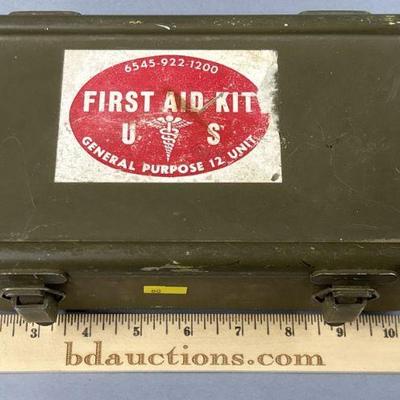 6545-922-1200
FIRST AID KIT
U S
GENERAL PURPOSE 12 UNIT
60
3 4 5 6 7 8 9 10
bdauctions.com